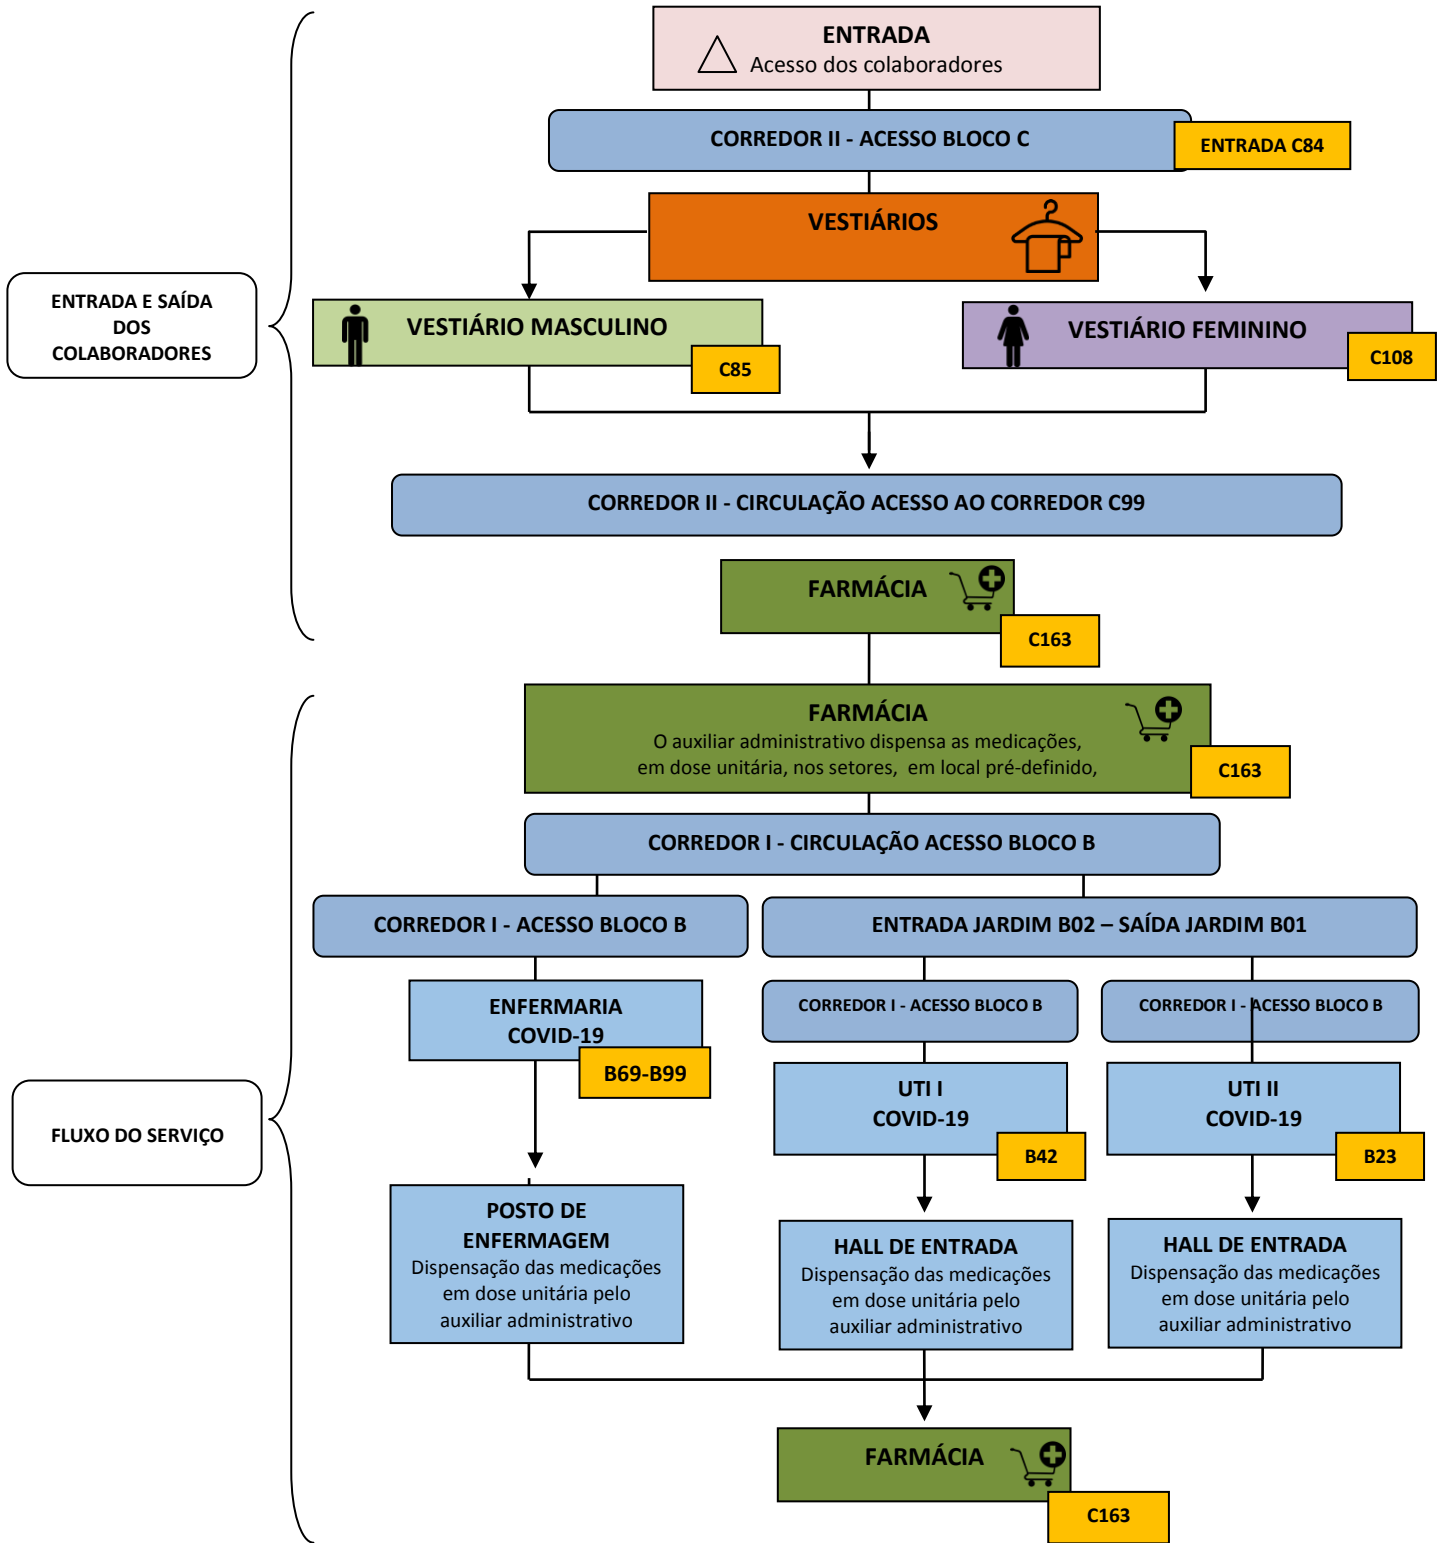 ENTRADA
Acesso dos colaboradores
CORREDOR II - ACESSO BLOCO C
ENTRADA C84
VESTIÁRIOS
ENTRADA E SAÍDA
DOS
COLABORADORES
VESTIÁRIO MASCULINO
C85
VESTIÁRIO FEMININO
C108
CORREDOR II - CIRCULAÇÃO ACESSO AO CORREDOR C99
FARMÁCIA
C163
FARMÁCIA
O auxiliar administrativo dispensa as medicações,
em dose unitária, nos setores, em local pré-definido,
C163
CORREDOR I - CIRCULAÇÃO ACESSO BLOCO B
CORREDOR I - ACESSO BLOCO B
ENTRADA JARDIM B02 – SAÍDA JARDIM B01
ENFERMARIA
COVID-19
B69-B99
CORREDOR I - ACESSO BLOCO B
CORREDOR I - ACESSO BLOCO B
UTI I
COVID-19
B42
UTI II
COVID-19
B23
FLUXO DO SERVIÇO
POSTO DE
ENFERMAGEM
Dispensação das medicações
em dose unitária pelo
auxiliar administrativo
HALL DE ENTRADA
Dispensação das medicações
em dose unitária pelo
auxiliar administrativo
HALL DE ENTRADA
Dispensação das medicações
em dose unitária pelo
auxiliar administrativo
FARMÁCIA
C163